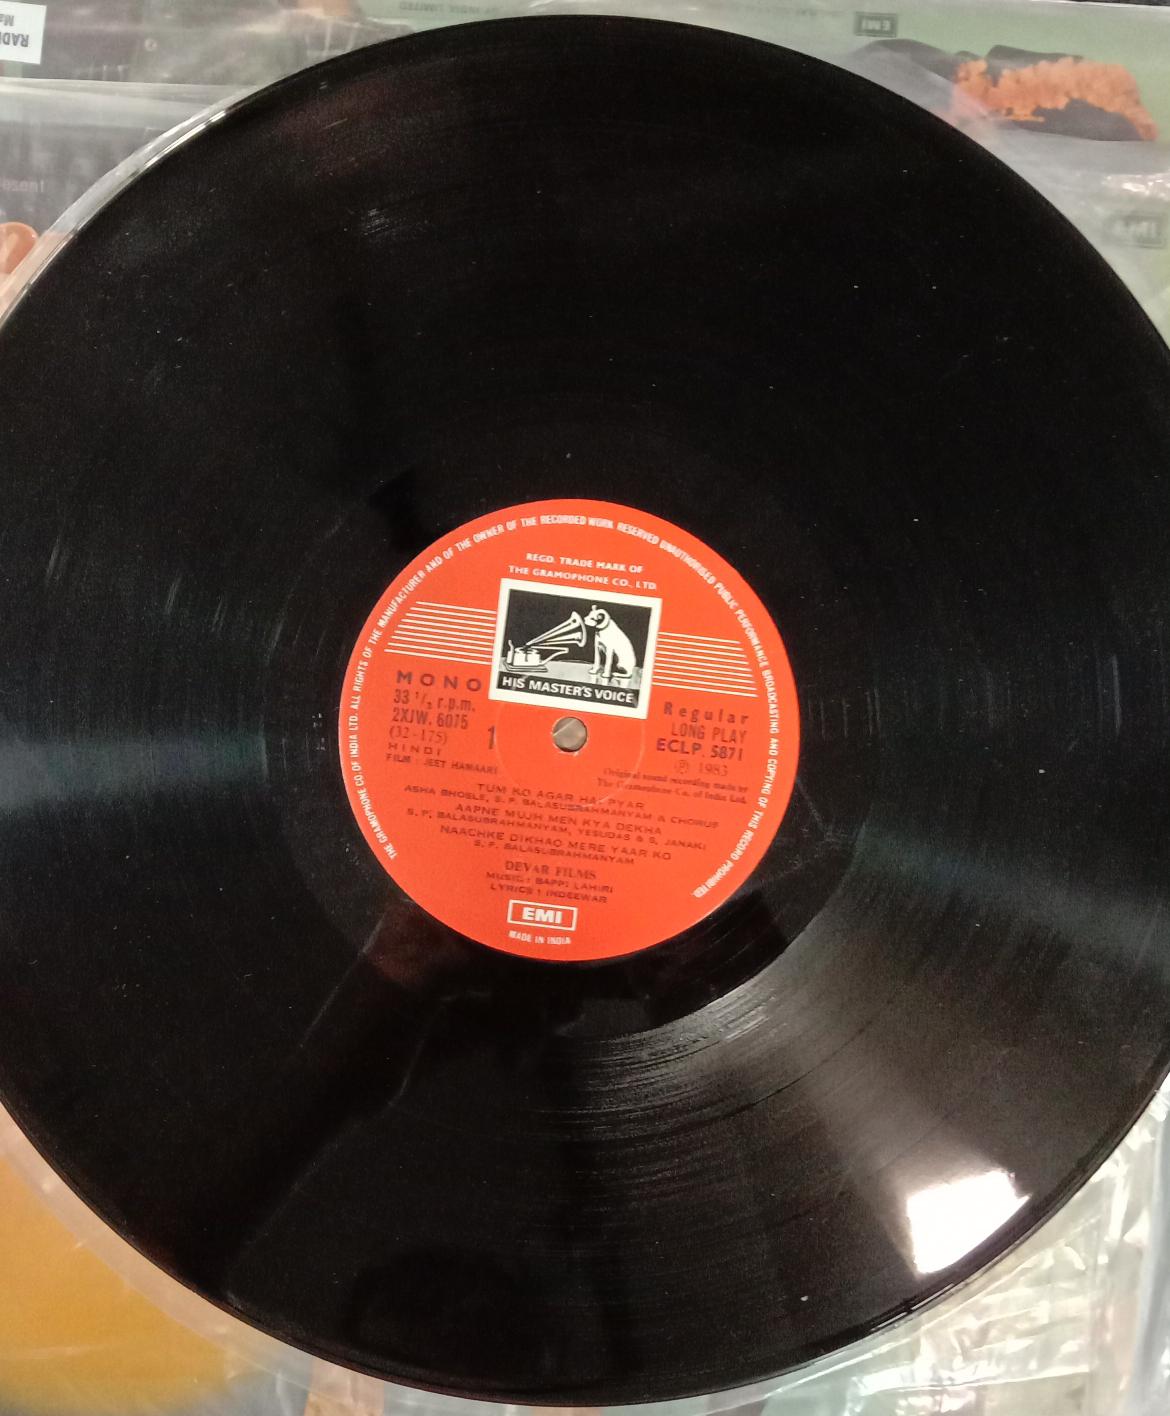 EMI
THE GRAMOPHONE CO. OF INDIA LTD. ALL RIGHTS OF THE MANUFACTURER AND OF THE OWNER OF THE RECORDED WORK RESERVED UNAUTHORISED PUBLIC PERFORMANCE BROADCASTING AND COPYING OF THIS RECORD PROHIBITED.
REGD. TRADE MARK OF
THE GRAMOPHONE CO., LTD.
HIS MASTER'S VOICE
MONO
33 1/3 r.p.m.
2XJW. 6075
(32-175)
1
HINDI
FILM : JEET HAMAARI
Regular
LONG PLAY
ECLP. 5871
Ⓟ 1983
Original sound recording made by
The Gramophone Co. of India Ltd.
TUM KO AGAR HAI PYAR
ASHA BHOSLE, S. P. BALASUBRAHMANYAM & CHORUS
AAPNE MUJH MEN KYA DEKHA
S. P. BALASUBRAHMANYAM, YESUDAS & S. JANAKI
NAACHKE DIKHAO MERE YAAR KO
S. P. BALASUBRAHMANYAM
DEVAR FILMS
MUSIC : BAPPI LAHIRI
LYRICS : INDEEWAR
EMI
MADE IN INDIA